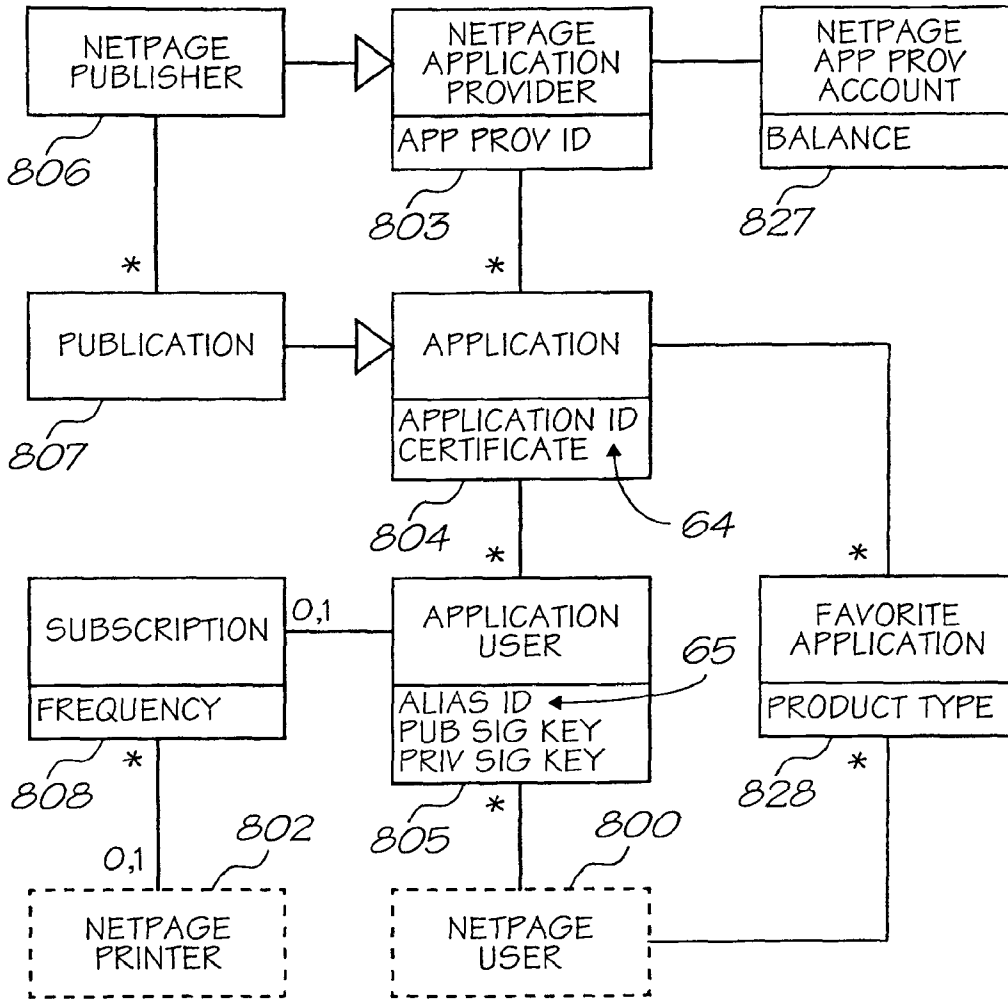 NETPAGE
PUBLISHER
806
NETPAGE
APPLICATION
PROVIDER
APP PROV ID
803
NETPAGE
APP PROV
ACCOUNT
BALANCE
827
*
*
PUBLICATION
807
APPLICATION
APPLICATION ID
CERTIFICATE
64
804
*
*
SUBSCRIPTION
FREQUENCY
808
0,1
APPLICATION
USER
ALIAS ID
PUB SIG KEY
PRIV SIG KEY
65
805
FAVORITE
APPLICATION
PRODUCT TYPE
828
*
*
*
802
800
0,1
NETPAGE
PRINTER
NETPAGE
USER